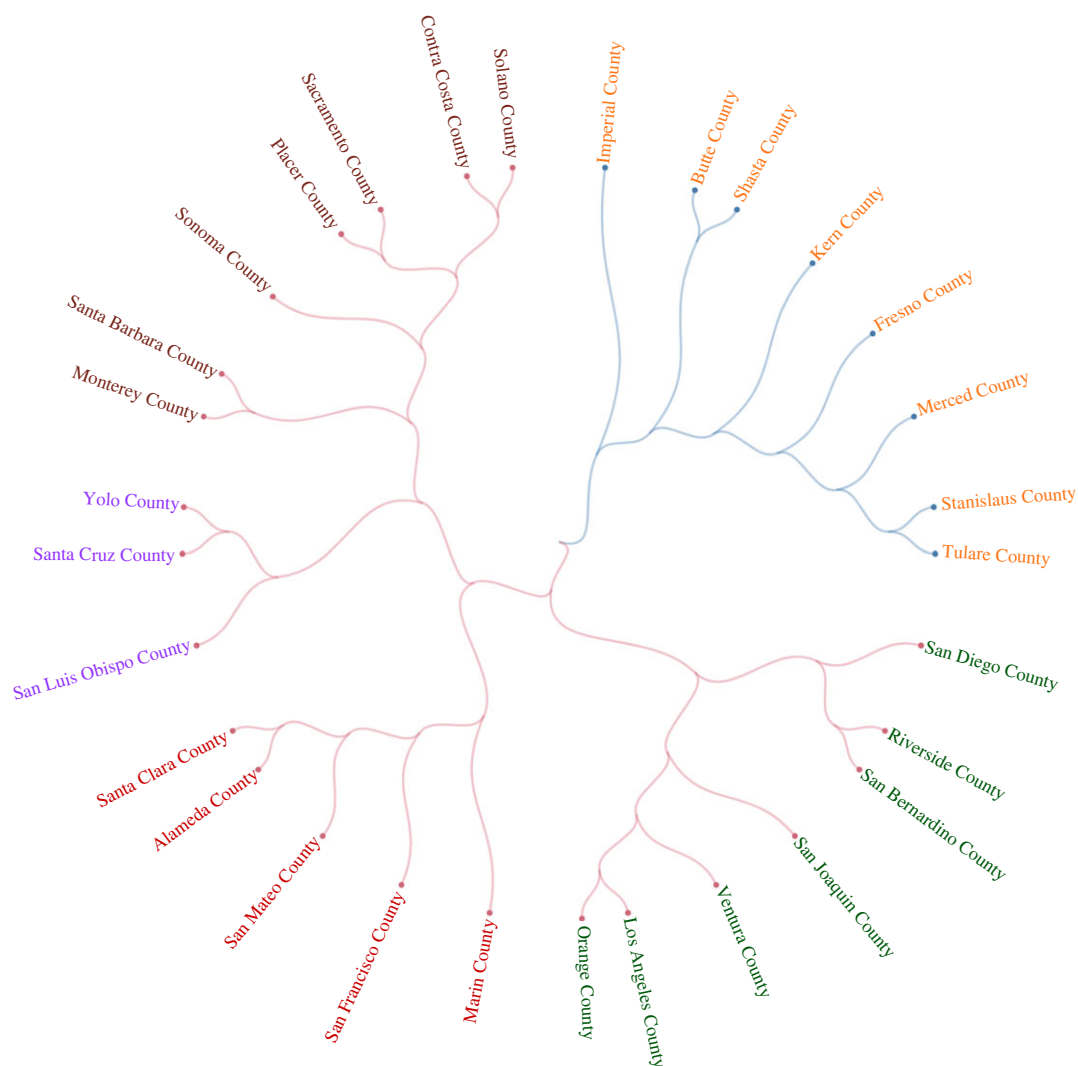 Imperial County
Butte County
Shasta County
Kern County
Fresno County
Merced County
Stanislaus County
Tulare County
San Diego County
Riverside County
San Bernardino County
San Joaquin County
Ventura County
Los Angeles County
Orange County
Marin County
San Francisco County
San Mateo County
Alameda County
Santa Clara County
San Luis Obispo County
Santa Cruz County
Yolo County
Monterey County
Santa Barbara County
Sonoma County
Placer County
Sacramento County
Contra Costa County
Solano County